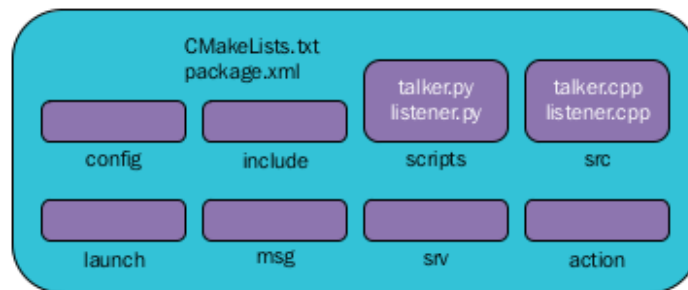 CMakeLists.txt
package.xml
talker.py
listener.py
talker.cpp
listener.cpp
config
include
scripts
src
launch
msg
srv
action